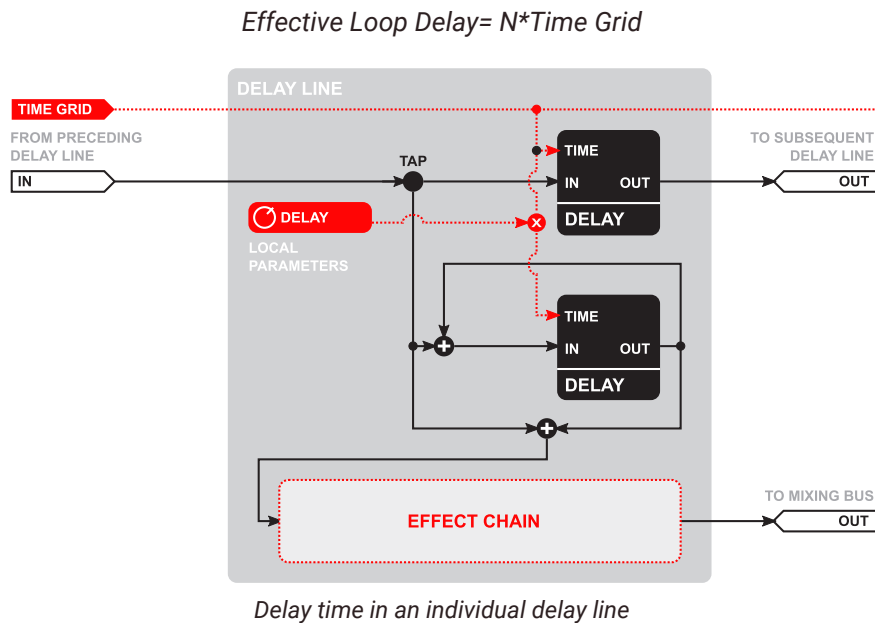 Effective Loop Delay= N*Time Grid
DELAY LINE
TIME GRID
FROM PRECEDING
DELAY LINE
IN
TAP
TIME
IN OUT
DELAY
TO SUBSEQUENT
DELAY LINE
OUT
DELAY
x
LOCAL
PARAMETERS
TIME
+
IN OUT
DELAY
+
EFFECT CHAIN
TO MIXING BUS
OUT
Delay time in an individual delay line